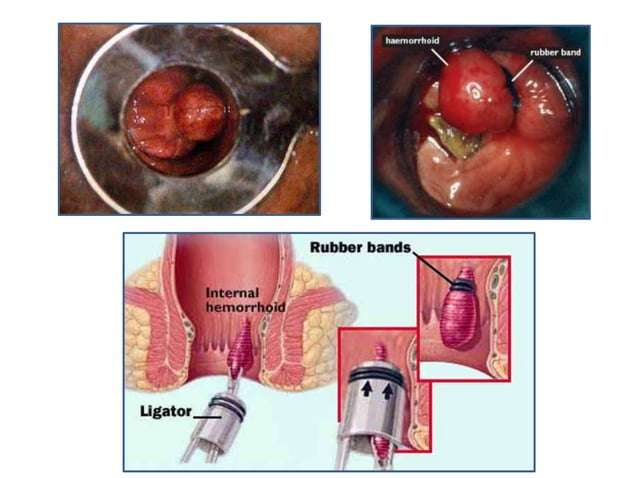 haemorrhoid
rubber band
Rubber bands
Internal
hemorrhoid
Ligator